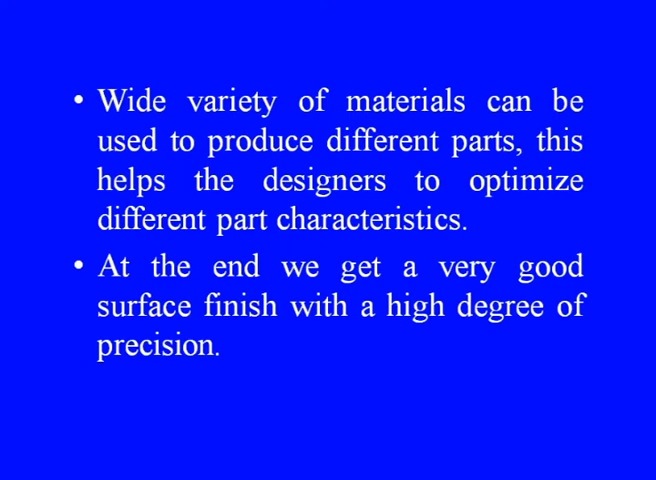 • Wide variety of materials can be
used to produce different parts, this
helps the designers to optimize
different part characteristics.
• At the end we get a very good
surface finish with a high degree of
precision.